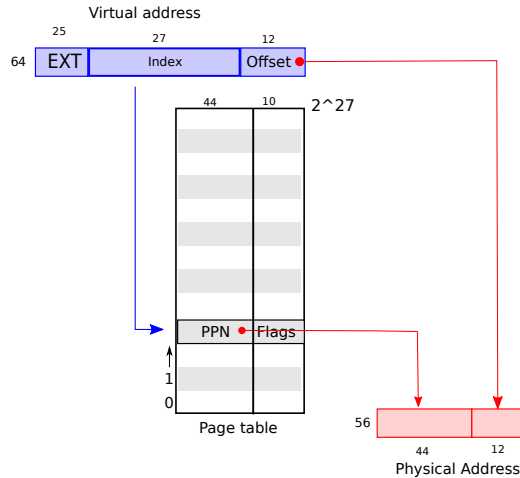 Virtual address
25 27 12
64 EXT Index Offset
44 10 2^27
PPN Flags
1
0
Page table
56
44 12
Physical Address